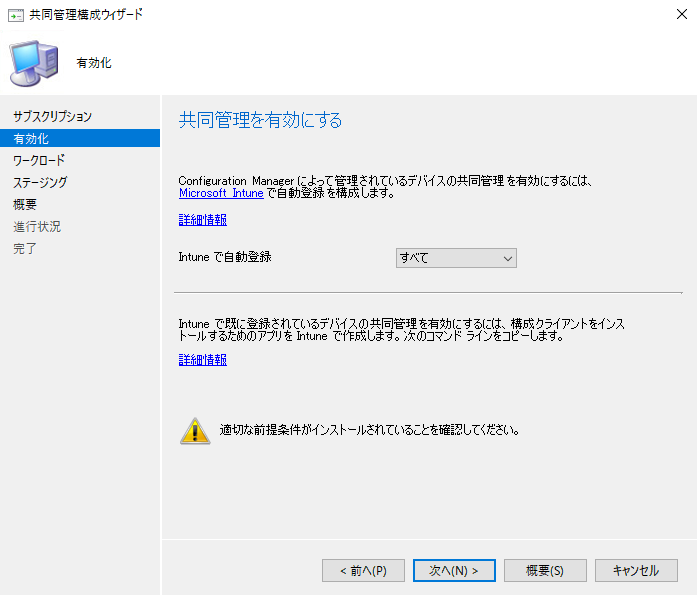 共同管理構成ウィザード
有効化
サブスクリプション
有効化
ワークロード
ステージング
概要
進行状況
完了
共同管理を有効にする
Configuration Manager によって管理されているデバイスの共同管理を有効にするには、
Microsoft Intune で自動登録を構成します。
詳細情報
Intune で自動登録
すべて
Intune で既に登録されているデバイスの共同管理を有効にするには、構成クライアントをインス
トールするためのアプリを Intune で作成します。次のコマンド ラインをコピーします。
詳細情報
適切な前提条件がインストールされていることを確認してください。
< 前へ(P)
次へ(N) >
概要(S)
キャンセル